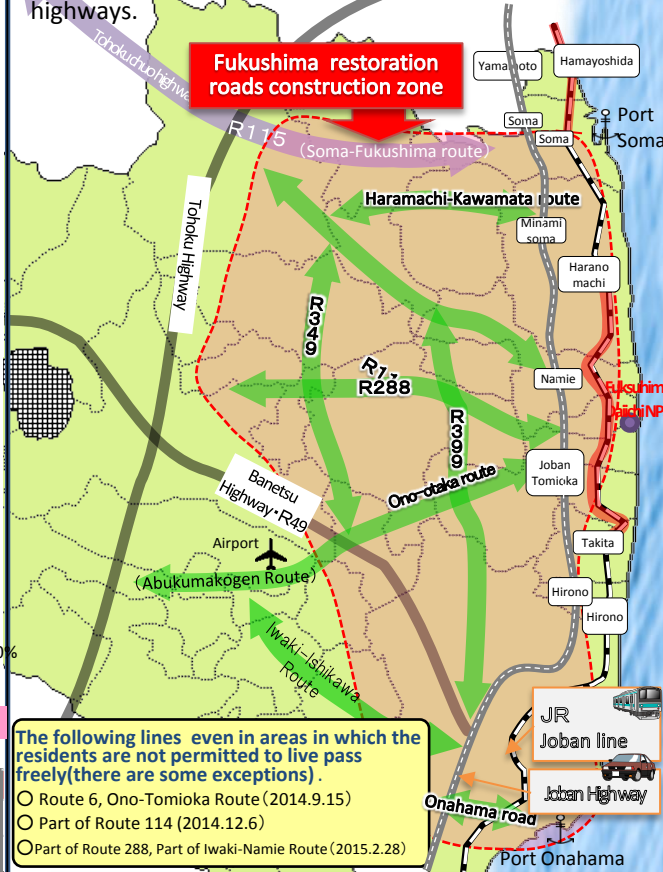 highways.
Tohokuchuohighwa
Fukushima restoration
roads construction zone
R115
(Soma-Fukushima route)
Yamamoto
Hamayoshida
Soma
Soma
Port
Soma
Tohoku Highway
Haramachi-Kawamata route
Minami
soma
Harano
machi
R349
R288
Namie
Fuksuhim
Daiichi NP
R399
Joban
Tomioka
Ono-otaka route
Banetsu
Highway・R49
Airport
(Abukumakogen Route)
Takita
Hirono
Hirono
Iwaki-Ishikawa
Route
0%
The following lines even in areas in which the
residents are not permitted to live pass
freely(there are some exceptions) .
○ Route 6, Ono-Tomioka Route(2014.9.15)
○ Part of Route 114 (2014.12.6)
○Part of Route 288, Part of Iwaki-Namie Route(2015.2.28)
JR
Joban line
Joban Highway
Onahama road
Port Onahama